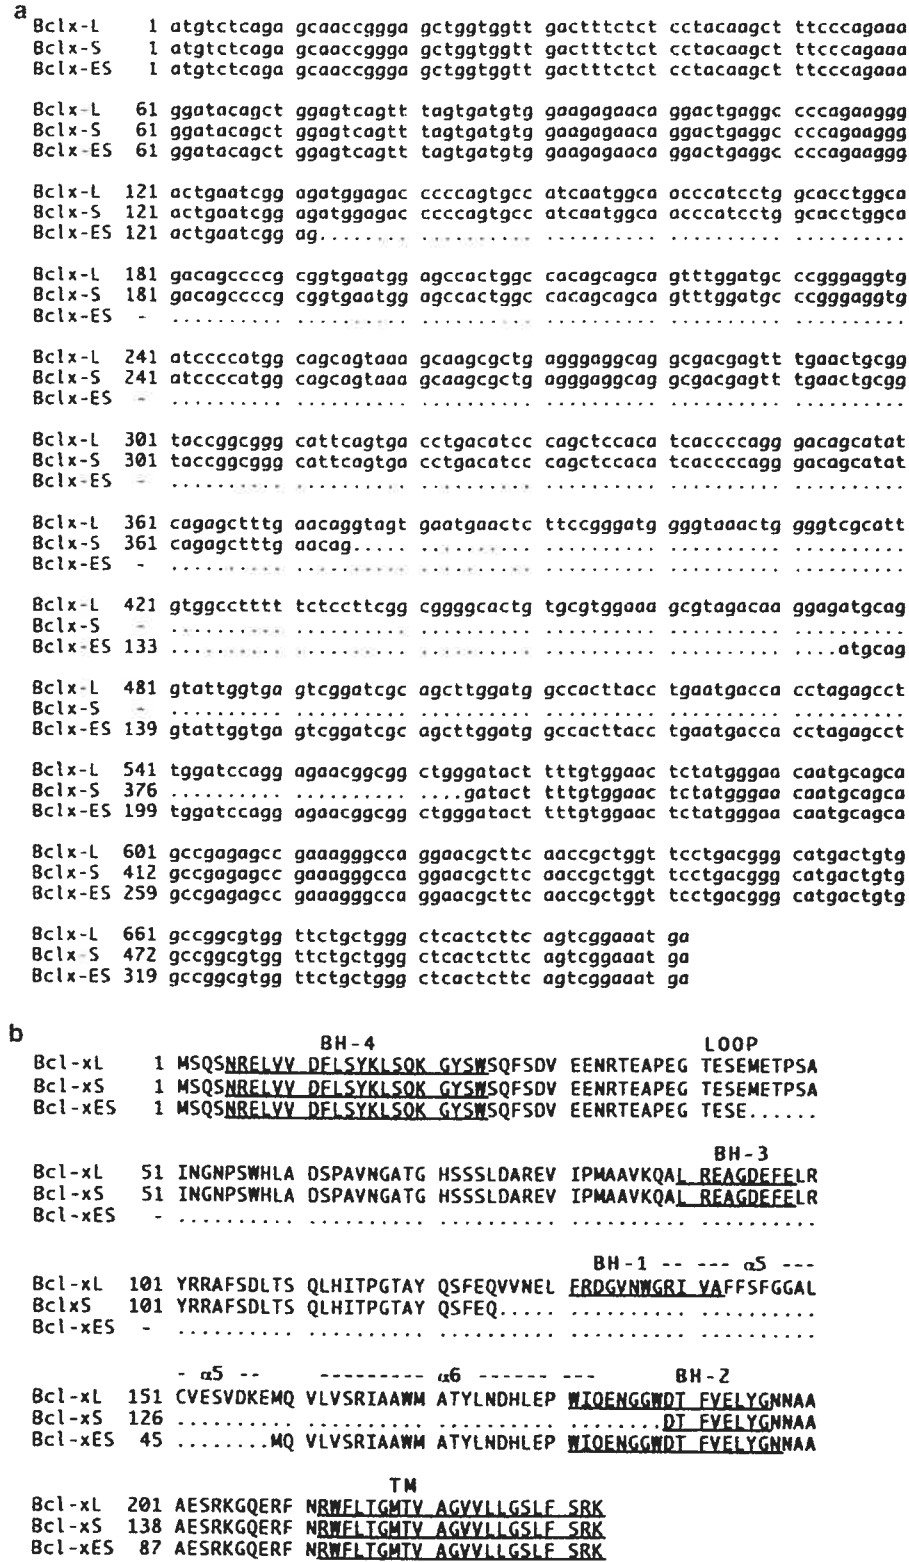 a
Bclx-L 1 atgtctcaga gcaaccggga gctggtggtt gactttctct cctacaagct ttcccagaaa
Bclx-S 1 atgtctcaga gcaaccggga gctggtggtt gactttctct cctacaagct ttcccagaaa
Bclx-ES 1 atgtctcaga gcaaccggga gctggtggtt gactttctct cctacaagct ttcccagaaa
Bclx-L 61 ggatacagct ggagtcagtt tagtgatgtg gaagagaaca ggactgaggc cccagaaggg
Bclx-S 61 ggatacagct ggagtcagtt tagtgatgtg gaagagaaca ggactgaggc cccagaaggg
Bclx-ES 61 ggatacagct ggagtcagtt tagtgatgtg gaagagaaca ggactgaggc cccagaaggg
Bclx-L 121 actgaatcgg agatggagac ccccagtgcc atcaatggca acccatcctg gcacctggca
Bclx-S 121 actgaatcgg agatggagac ccccagtgcc atcaatggca acccatcctg gcacctggca
Bclx-ES 121 actgaatcgg ag........ .......... .......... .......... ..........
Bclx-L 181 gacagccccg cggtgaatgg agccactggc cacagcagca gtttggatgc ccgggaggtg
Bclx-S 181 gacagccccg cggtgaatgg agccactggc cacagcagca gtttggatgc ccgggaggtg
Bclx-ES - .......... .......... .......... .......... .......... ..........
Bclx-L 241 atccccatgg cagcagtaaa gcaagcgctg agggaggcag gcgacgagtt tgaactgcgg
Bclx-S 241 atccccatgg cagcagtaaa gcaagcgctg agggaggcag gcgacgagtt tgaactgcgg
Bclx-ES - .......... .......... .......... .......... .......... ..........
Bclx-L 301 taccggcggg cattcagtga cctgacatcc cagctccaca tcaccccagg gacagcatat
Bclx-S 301 taccggcggg cattcagtga cctgacatcc cagctccaca tcaccccagg gacagcatat
Bclx-ES - .......... .......... .......... .......... .......... ..........
Bclx-L 361 cagagctttg aacaggtagt gaatgaactc ttccgggatg gggtaaactg gggtcgcatt
Bclx-S 361 cagagctttg aacag..... .......... .......... .......... ..........
Bclx-ES - .......... .......... .......... .......... .......... ..........
Bclx-L 421 gtggcctttt tctccttcgg cggggcactg tgcgtggaaa gcgtagacaa ggagatgcag
Bclx-S - .......... .......... .......... .......... .......... ..........
Bclx-ES 133 .......... .......... .......... .......... .......... ....atgcag
Bclx-L 481 gtattggtga gtcggatcgc agcttggatg gccacttacc tgaatgacca cctagagcct
Bclx-S - .......... .......... .......... .......... .......... ..........
Bclx-ES 139 gtattggtga gtcggatcgc agcttggatg gccacttacc tgaatgacca cctagagcct
Bclx-L 541 tggatccagg agaacggcgg ctgggatact tttgtggaac tctatgggaa caatgcagca
Bclx-S 376 .......... .......... ....gatact tttgtggaac tctatgggaa caatgcagca
Bclx-ES 199 tggatccagg agaacggcgg ctgggatact tttgtggaac tctatgggaa caatgcagca
Bclx-L 601 gccgagagcc gaaagggcca ggaacgcttc aaccgctggt tcctgacggg catgactgtg
Bclx-S 412 gccgagagcc gaaagggcca ggaacgcttc aaccgctggt tcctgacggg catgactgtg
Bclx-ES 259 gccgagagcc gaaagggcca ggaacgcttc aaccgctggt tcctgacggg catgactgtg
Bclx-L 661 gccggcgtgg ttctgctggg ctcactcttc agtcggaaat ga
Bclx-S 472 gccggcgtgg ttctgctggg ctcactcttc agtcggaaat ga
Bclx-ES 319 gccggcgtgg ttctgctggg ctcactcttc agtcggaaat ga
b
BH-4 LOOP
Bcl-xL 1 MSQSNRELVV DFLSYKLSQK GYSWSQFSDV EENRTEAPEG TESEMETPSA
Bcl-xS 1 MSQSNRELVV DFLSYKLSQK GYSWSQFSDV EENRTEAPEG TESEMETPSA
Bcl-xES 1 MSQSNRELVV DFLSYKLSQK GYSWSQFSDV EENRTEAPEG TESE......
BH-3
Bcl-xL 51 INGNPSWHLA DSPAVNGATG HSSSLDAREV IPMAAVKQAL REAGDEFELR
Bcl-xS 51 INGNPSWHLA DSPAVNGATG HSSSLDAREV IPMAAVKQAL REAGDEFELR
Bcl-xES - .......... .......... .......... .......... ..........
BH-1 -- --- α5 ---
Bcl-xL 101 YRRAFSDLTS QLHITPGTAY QSFEQVVNEL FRDGVNWGRI VAFFSFGGAL
BclxS 101 YRRAFSDLTS QLHITPGTAY QSFEQ..... .......... ..........
Bcl-xES - .......... .......... .......... .......... ..........
- α5 -- --------- α6 ------ --- BH-2
Bcl-xL 151 CVESVDKEMQ VLVSRIAAWM ATYLNDHLEP WIQENGGWDT FVELYGNNAA
Bcl-xS 126 .......... .......... .......... ........DT FVELYGNNAA
Bcl-xES 45 ........MQ VLVSRIAAWM ATYLNDHLEP WIQENGGWDT FVELYGNNAA
TM
Bcl-xL 201 AESRKGQERF NRWFLTGMTV AGVVLLGSLF SRK
Bcl-xS 138 AESRKGQERF NRWFLTGMTV AGVVLLGSLF SRK
Bcl-xES 87 AESRKGQERF NRWFLTGMTV AGVVLLGSLF SRK